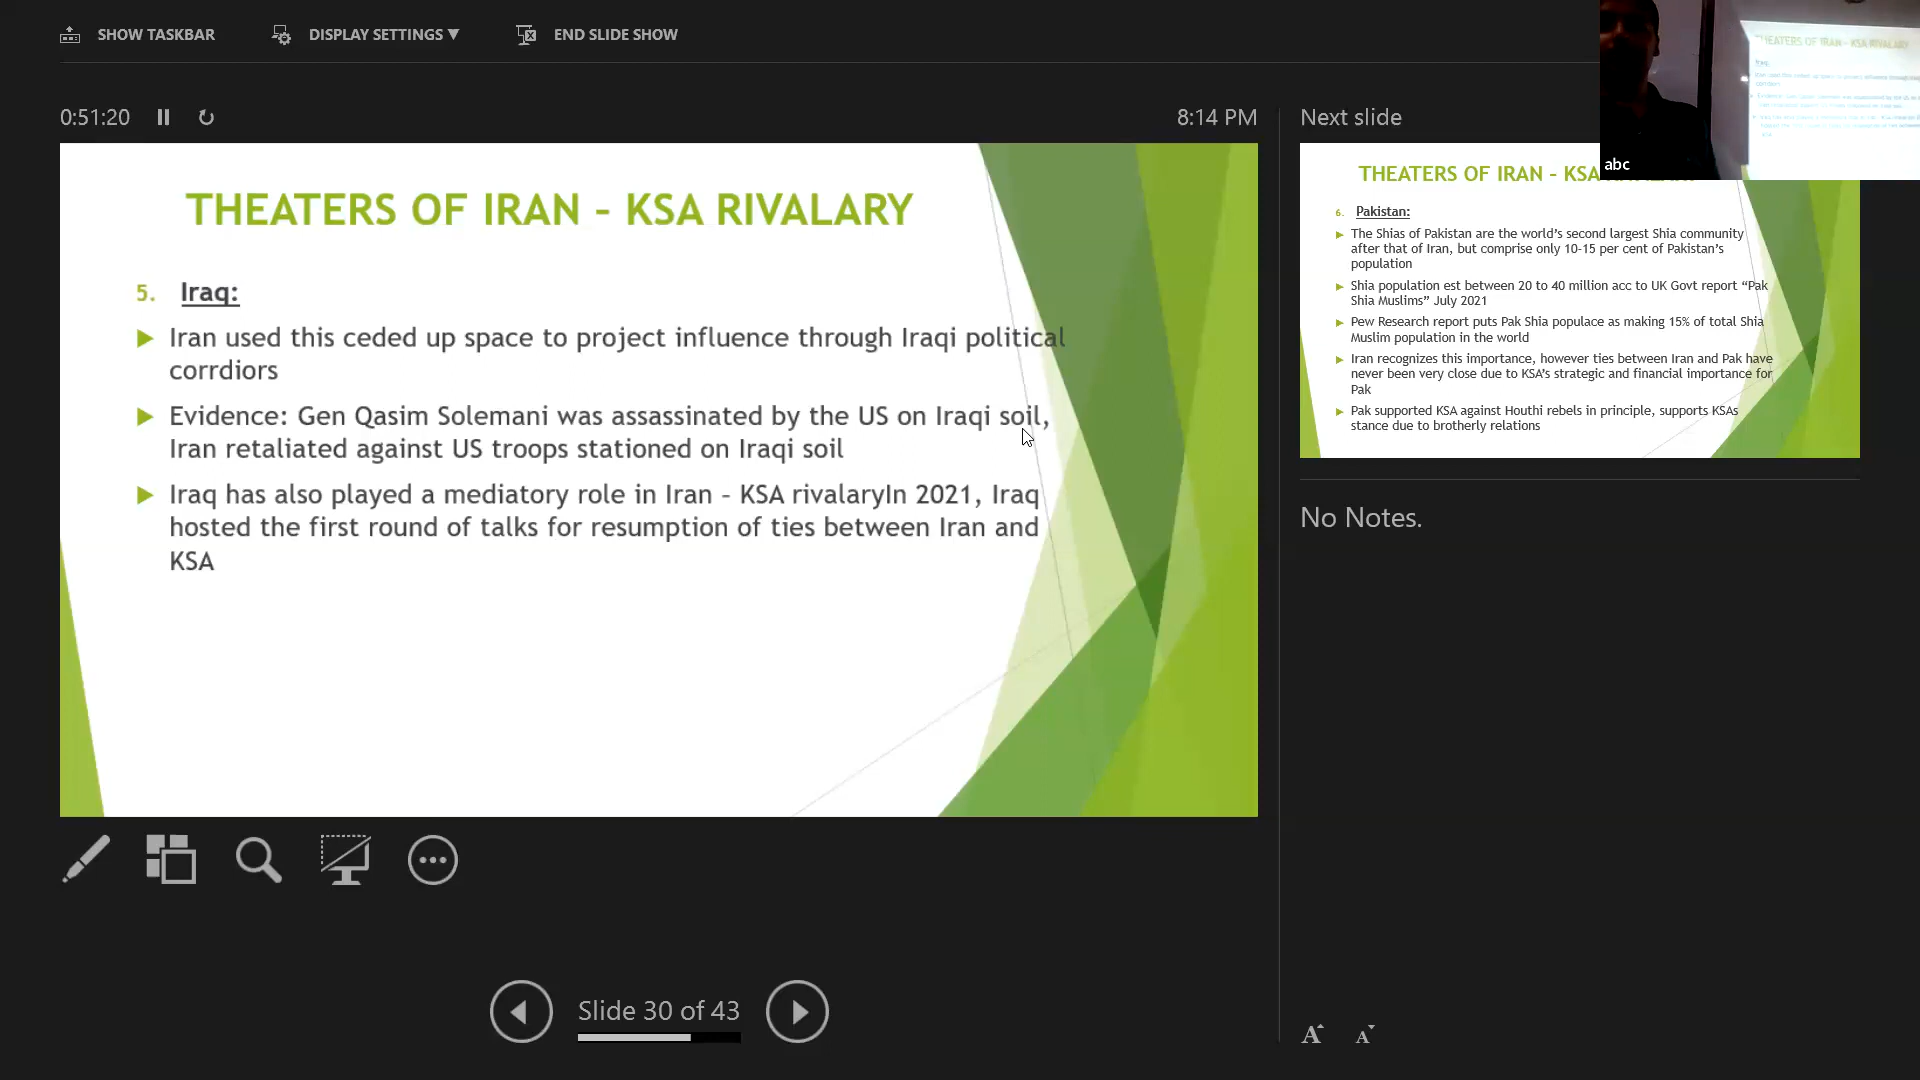 SHOW TASKBAR
DISPLAY SETTINGS ▼
END SLIDE SHOW
0:51:20
8:14 PM
THEATERS OF IRAN – KSA RIVALARY
5. Iraq:
Iran used this ceded up space to project influence through Iraqi political
corrdiors
Evidence: Gen Qasim Solemani was assassinated by the US on Iraqi soil,
Iran retaliated against US troops stationed on Iraqi soil
Iraq has also played a mediatory role in Iran – KSA rivalaryIn 2021, Iraq
hosted the first round of talks for resumption of ties between Iran and
KSA
Slide 30 of 43
Next slide
THEATERS OF IRAN – KSA
6. Pakistan:
The Shias of Pakistan are the world’s second largest Shia community
after that of Iran, but comprise only 10-15 per cent of Pakistan’s
population
Shia population est between 20 to 40 million acc to UK Govt report “Pak
Shia Muslims” July 2021
Pew Research report puts Pak Shia populace as making 15% of total Shia
Muslim population in the world
Iran recognizes this importance, however ties between Iran and Pak have
never been very close due to KSA’s strategic and financial importance for
Pak
Pak supported KSA against Houthi rebels in principle, supports KSAs
stance due to brotherly relations
No Notes.
A A
THEATERS OF IRAN – KSA RIVALARY
Iraq:
abc